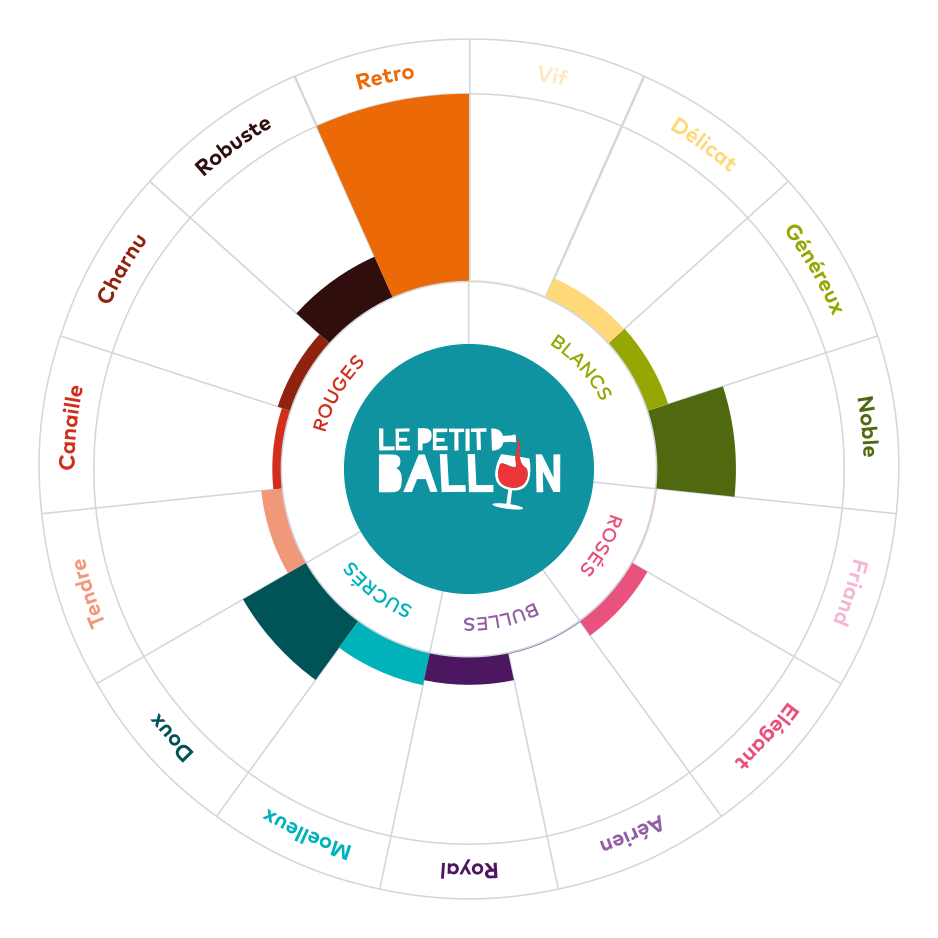 Retro
Vif
Délicat
Généreux
Noble
Friand
Elégant
Aérien
Royal
Moelleux
Doux
Tendre
Canaille
Charnu
Robuste
BLANCS
ROSÉS
BULLES
SUCRÉS
ROUGES
LE PETIT
BALLON